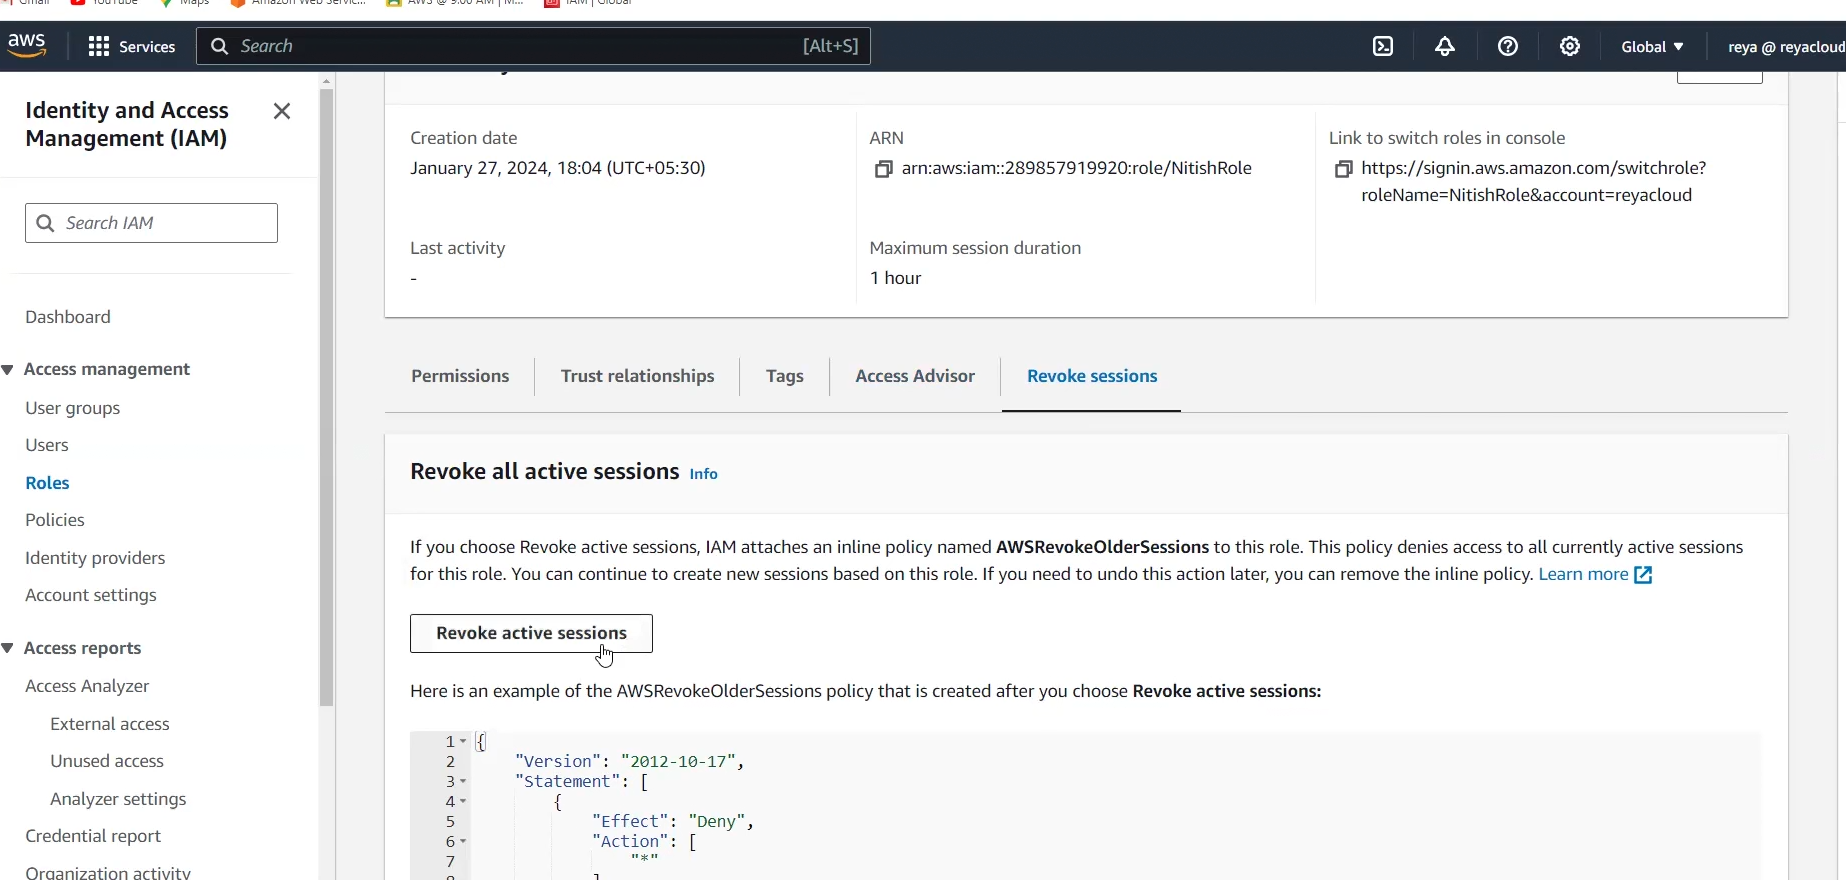 Gmail YouTube Maps Amazon Web Servic... AWS @ 9:00 AM | M... IAM | Global
aws Services Search [Alt+S] Global reya @ reyacloud
Identity and Access
Management (IAM)
Search IAM
Dashboard
Access management
User groups
Users
Roles
Policies
Identity providers
Account settings
Access reports
Access Analyzer
External access
Unused access
Analyzer settings
Credential report
Organization activity
Creation date
January 27, 2024, 18:04 (UTC+05:30)
ARN
arn:aws:iam::289857919920:role/NitishRole
Link to switch roles in console
https://signin.aws.amazon.com/switchrole?
roleName=NitishRole&account=reyacloud
Last activity
-
Maximum session duration
1 hour
Permissions Trust relationships Tags Access Advisor Revoke sessions
Revoke all active sessions Info
If you choose Revoke active sessions, IAM attaches an inline policy named AWSRevokeOlderSessions to this role. This policy denies access to all currently active sessions
for this role. You can continue to create new sessions based on this role. If you need to undo this action later, you can remove the inline policy. Learn more
Revoke active sessions
Here is an example of the AWSRevokeOlderSessions policy that is created after you choose Revoke active sessions:
1 {
2 "Version": "2012-10-17",
3 "Statement": [
4 {
5 "Effect": "Deny",
6 "Action": [
7 "*"
8 ]